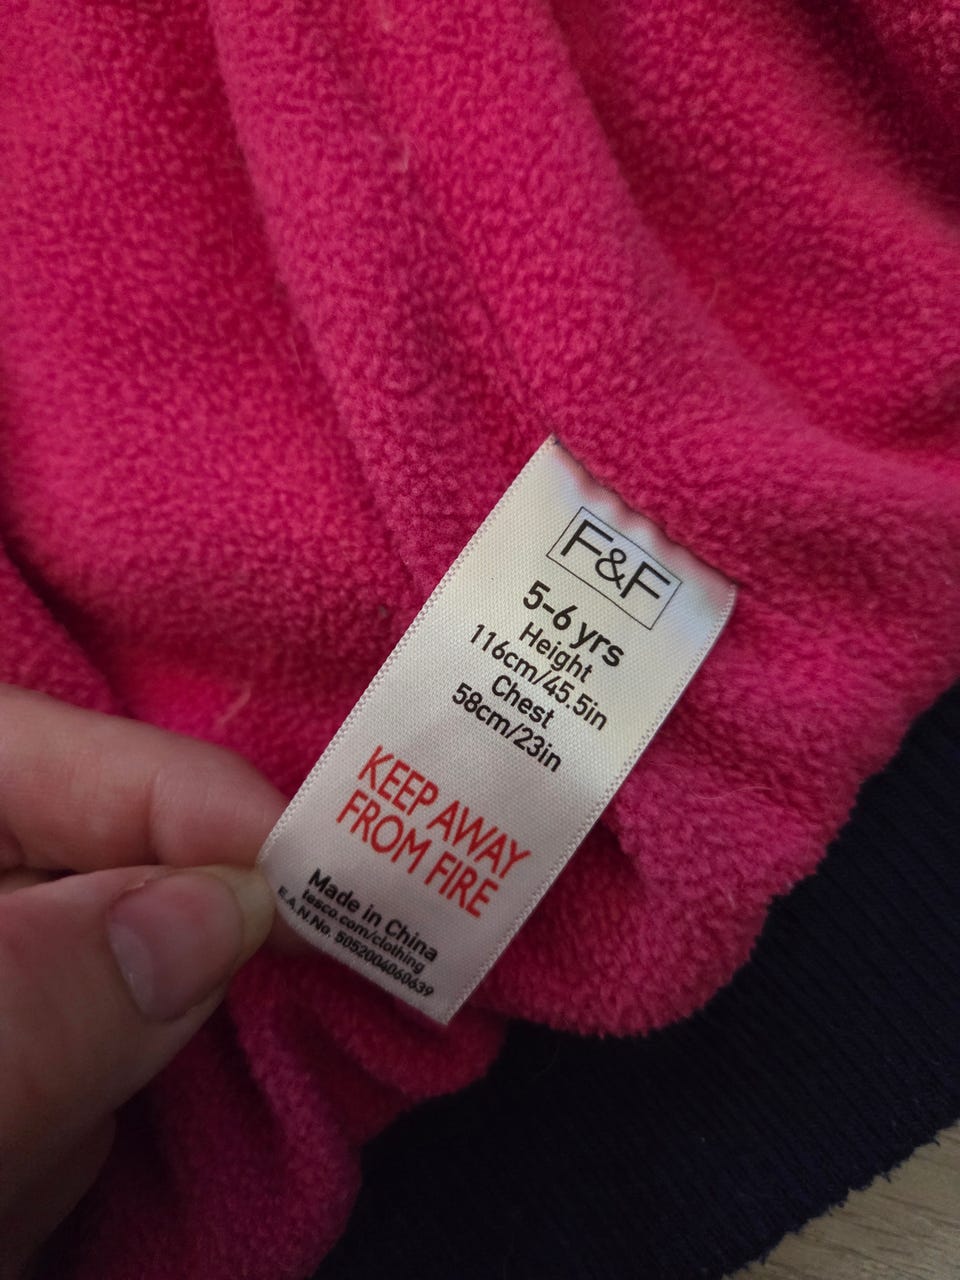 F&F
5-6 yrs
Height
116cm/45.5in
Chest
58cm/23in
KEEP AWAY
FROM FIRE
Made in China
tesco.com/clothing
E.A.N.No. 5052004060639